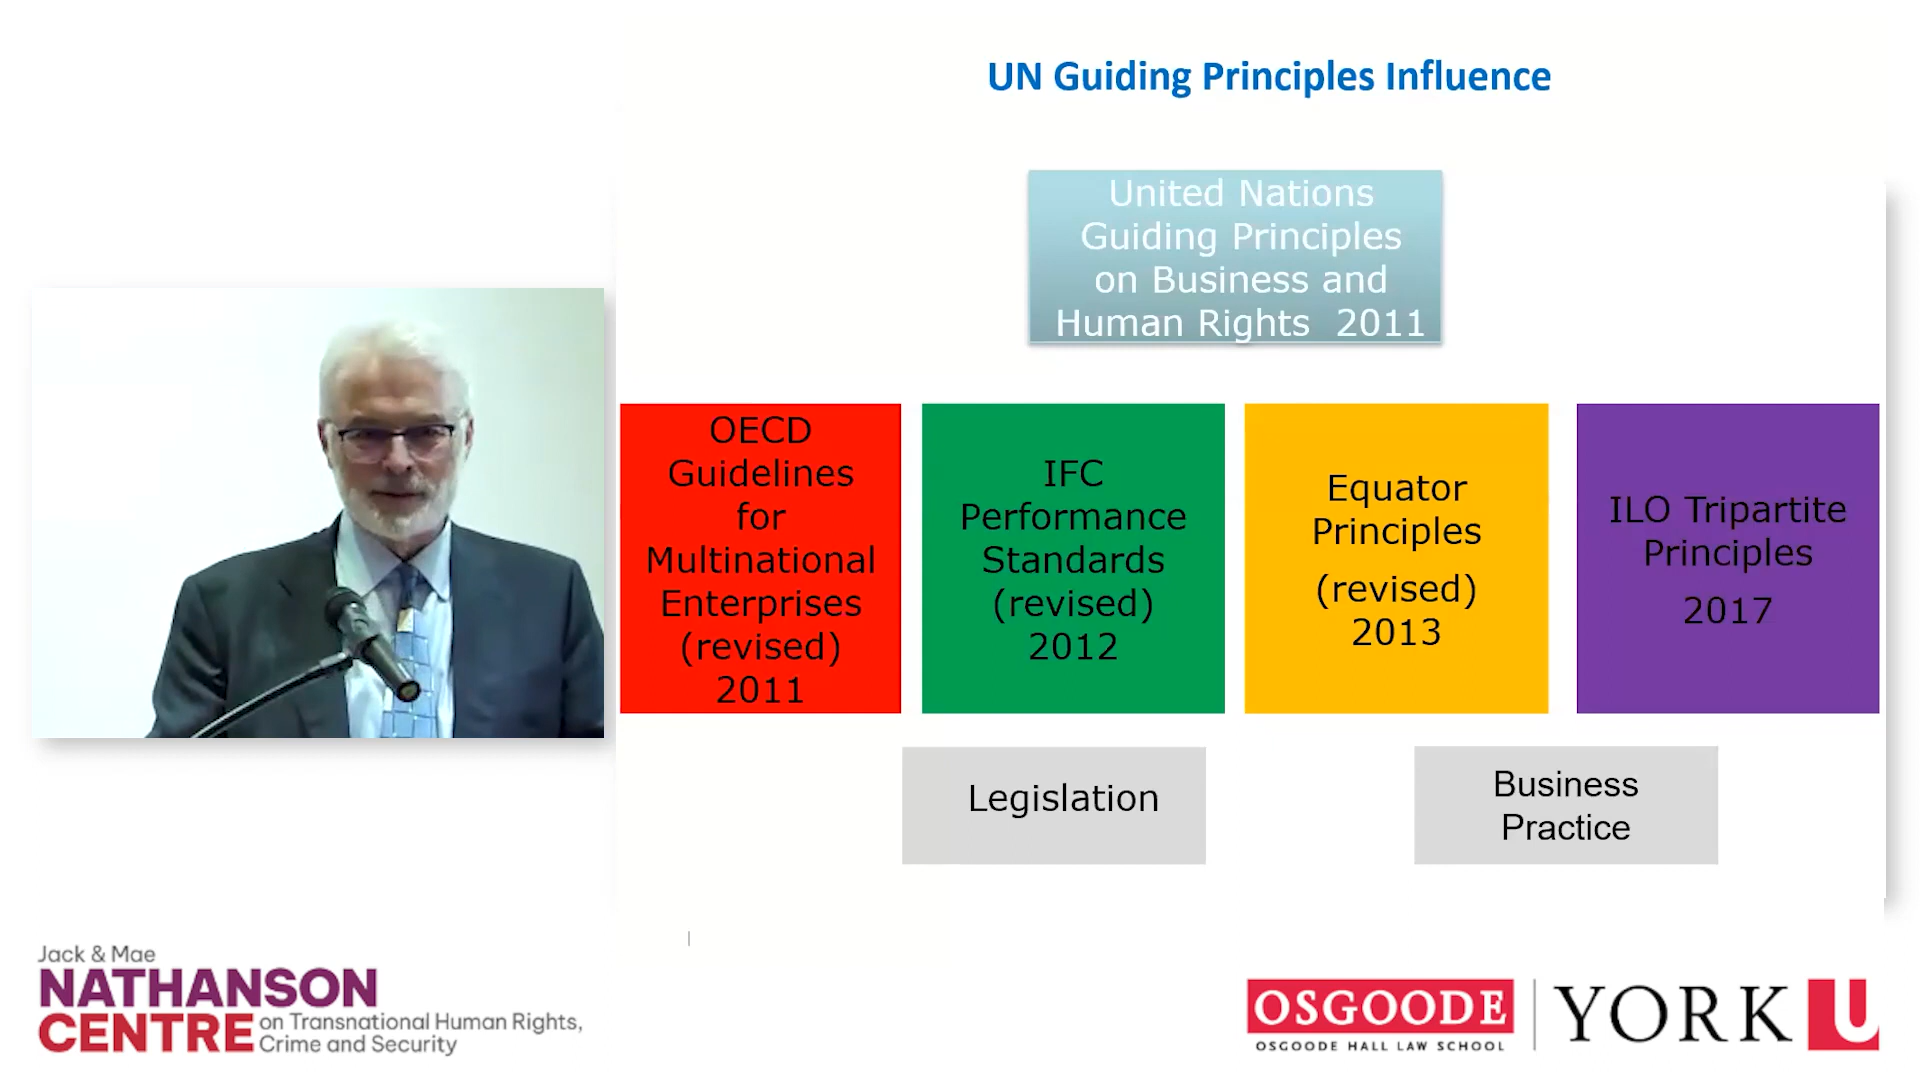 UN Guiding Principles Influence
United Nations
Guiding Principles
on Business and
Human Rights 2011
OECD
Guidelines
for
Multinational
Enterprises
(revised)
2011
IFC
Performance
Standards
(revised)
2012
Equator
Principles
(revised)
2013
ILO Tripartite
Principles
2017
Legislation
Business
Practice
Jack & Mae
NATHANSON
CENTRE on Transnational Human Rights,
Crime and Security
OSGOODE
OSGOODE HALL LAW SCHOOL
YORK U